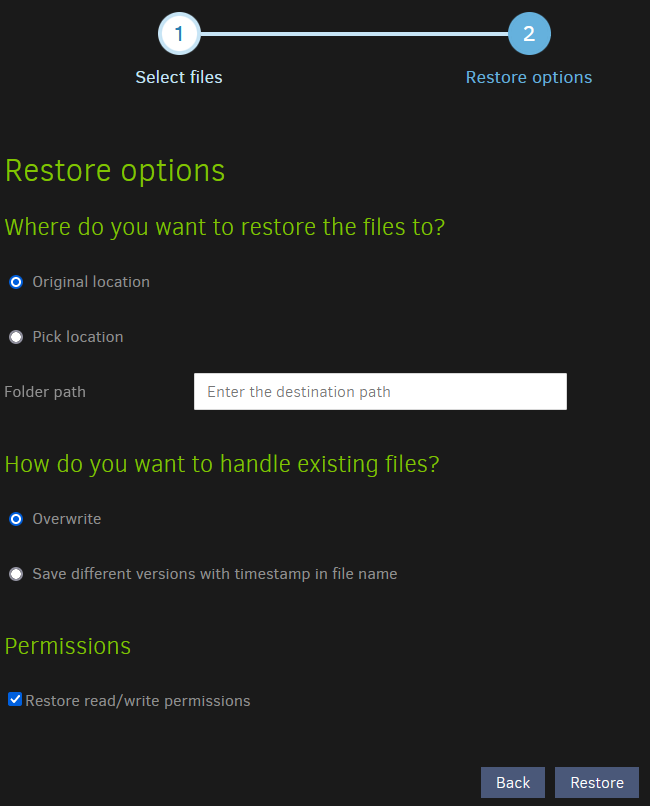 1
2
Select files
Restore options
Restore options
Where do you want to restore the files to?
Original location
Pick location
Folder path
Enter the destination path
How do you want to handle existing files?
Overwrite
Save different versions with timestamp in file name
Permissions
Restore read/write permissions
Back
Restore